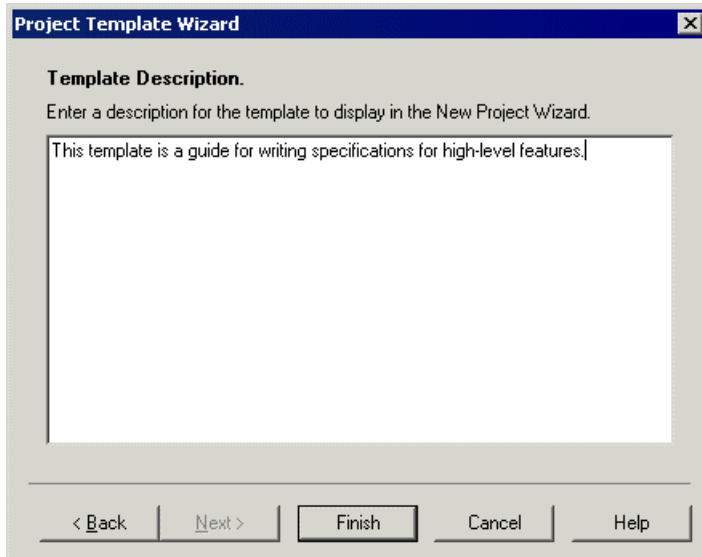 Project Template Wizard
Template Description.
Enter a description for the template to display in the New Project Wizard.
This template is a guide for writing specifications for high-level features.
< Back Next > Finish Cancel Help